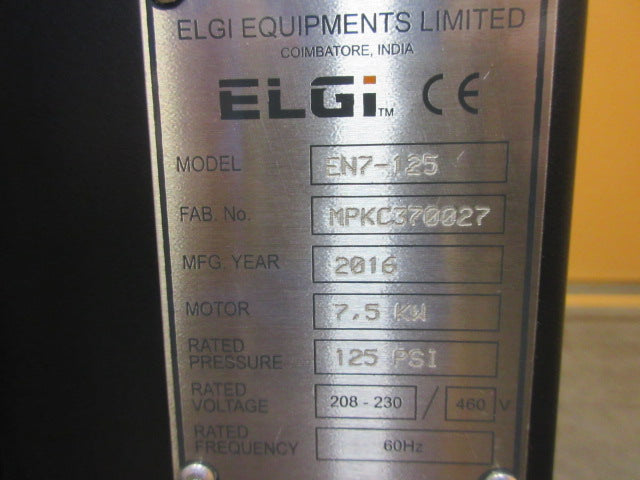 ELGI EQUIPMENTS LIMITED
COIMBATORE, INDIA
ELGi™ CE
MODEL EN7-125
FAB. No. MPKC370027
MFG. YEAR 2016
MOTOR 7.5 KW
RATED PRESSURE 125 PSI
RATED VOLTAGE 208 - 230 / 460 V
RATED FREQUENCY 60Hz